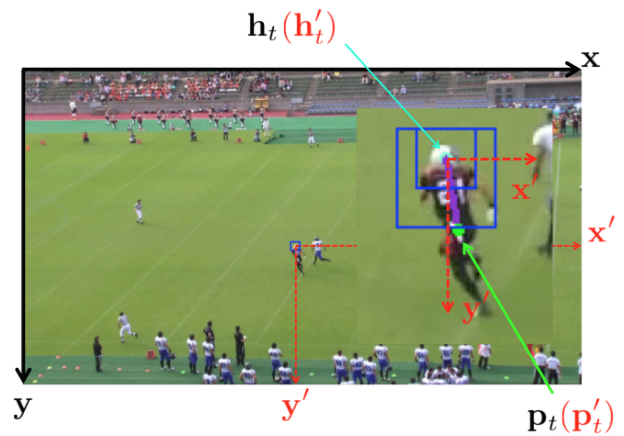 h_t(h'_t)
x
x'
x'
y'
y
y'
p_t(p'_t)